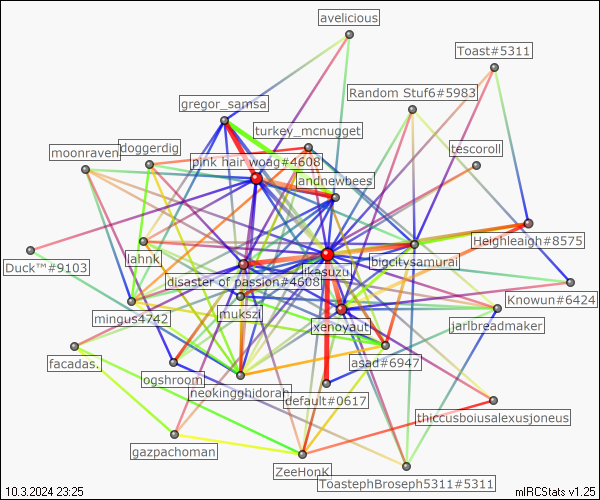 avelicious
Toast#5311
Random Stuf6#5983
gregor_samsa
turkey_mcnugget
tescoroll
doggerdig
moonraven
pink hair woag#4608
andnewbees
Heighleigh#8575
lahnk
likasuzu
bigcitysamurai
Duck™#9103
disaster of passion#4608
Knowun#6424
mingus4742
mukszi
xenoyaut
jarlbreadmaker
facadas.
ogshroom
asad#6947
neokingghidorah
default#0617
thiccusboiusalexusjoneus
gazpachoman
ZeeHonk
ToastephBroseph5311#5311
10.3.2024 23:25
mIRCStats v1.25